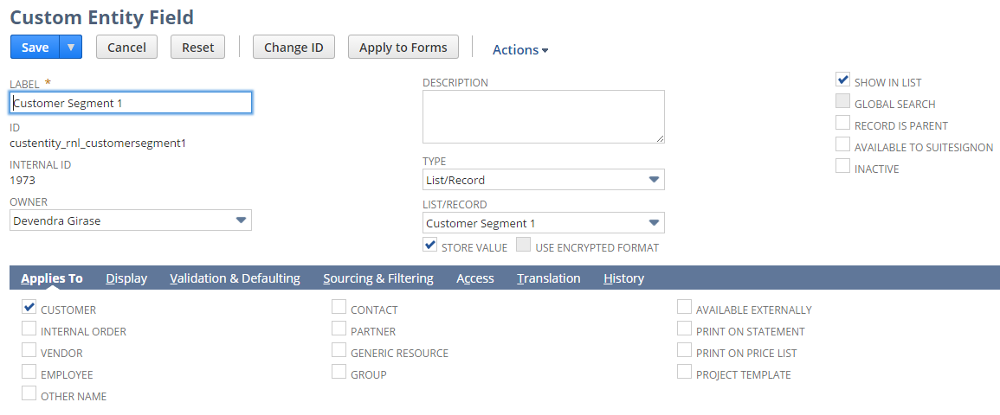 Custom Entity Field
Save
Cancel
Reset
Change ID
Apply to Forms
Actions
LABEL *
Customer Segment 1
ID
custentity_rnl_customersegment1
INTERNAL ID
1973
OWNER
Devendra Girase
DESCRIPTION
TYPE
List/Record
LIST/RECORD
Customer Segment 1
STORE VALUE
USE ENCRYPTED FORMAT
SHOW IN LIST
GLOBAL SEARCH
RECORD IS PARENT
AVAILABLE TO SUITESIGNON
INACTIVE
Applies To
Display
Validation & Defaulting
Sourcing & Filtering
Access
Translation
History
CUSTOMER
INTERNAL ORDER
VENDOR
EMPLOYEE
OTHER NAME
CONTACT
PARTNER
GENERIC RESOURCE
GROUP
AVAILABLE EXTERNALLY
PRINT ON STATEMENT
PRINT ON PRICE LIST
PROJECT TEMPLATE